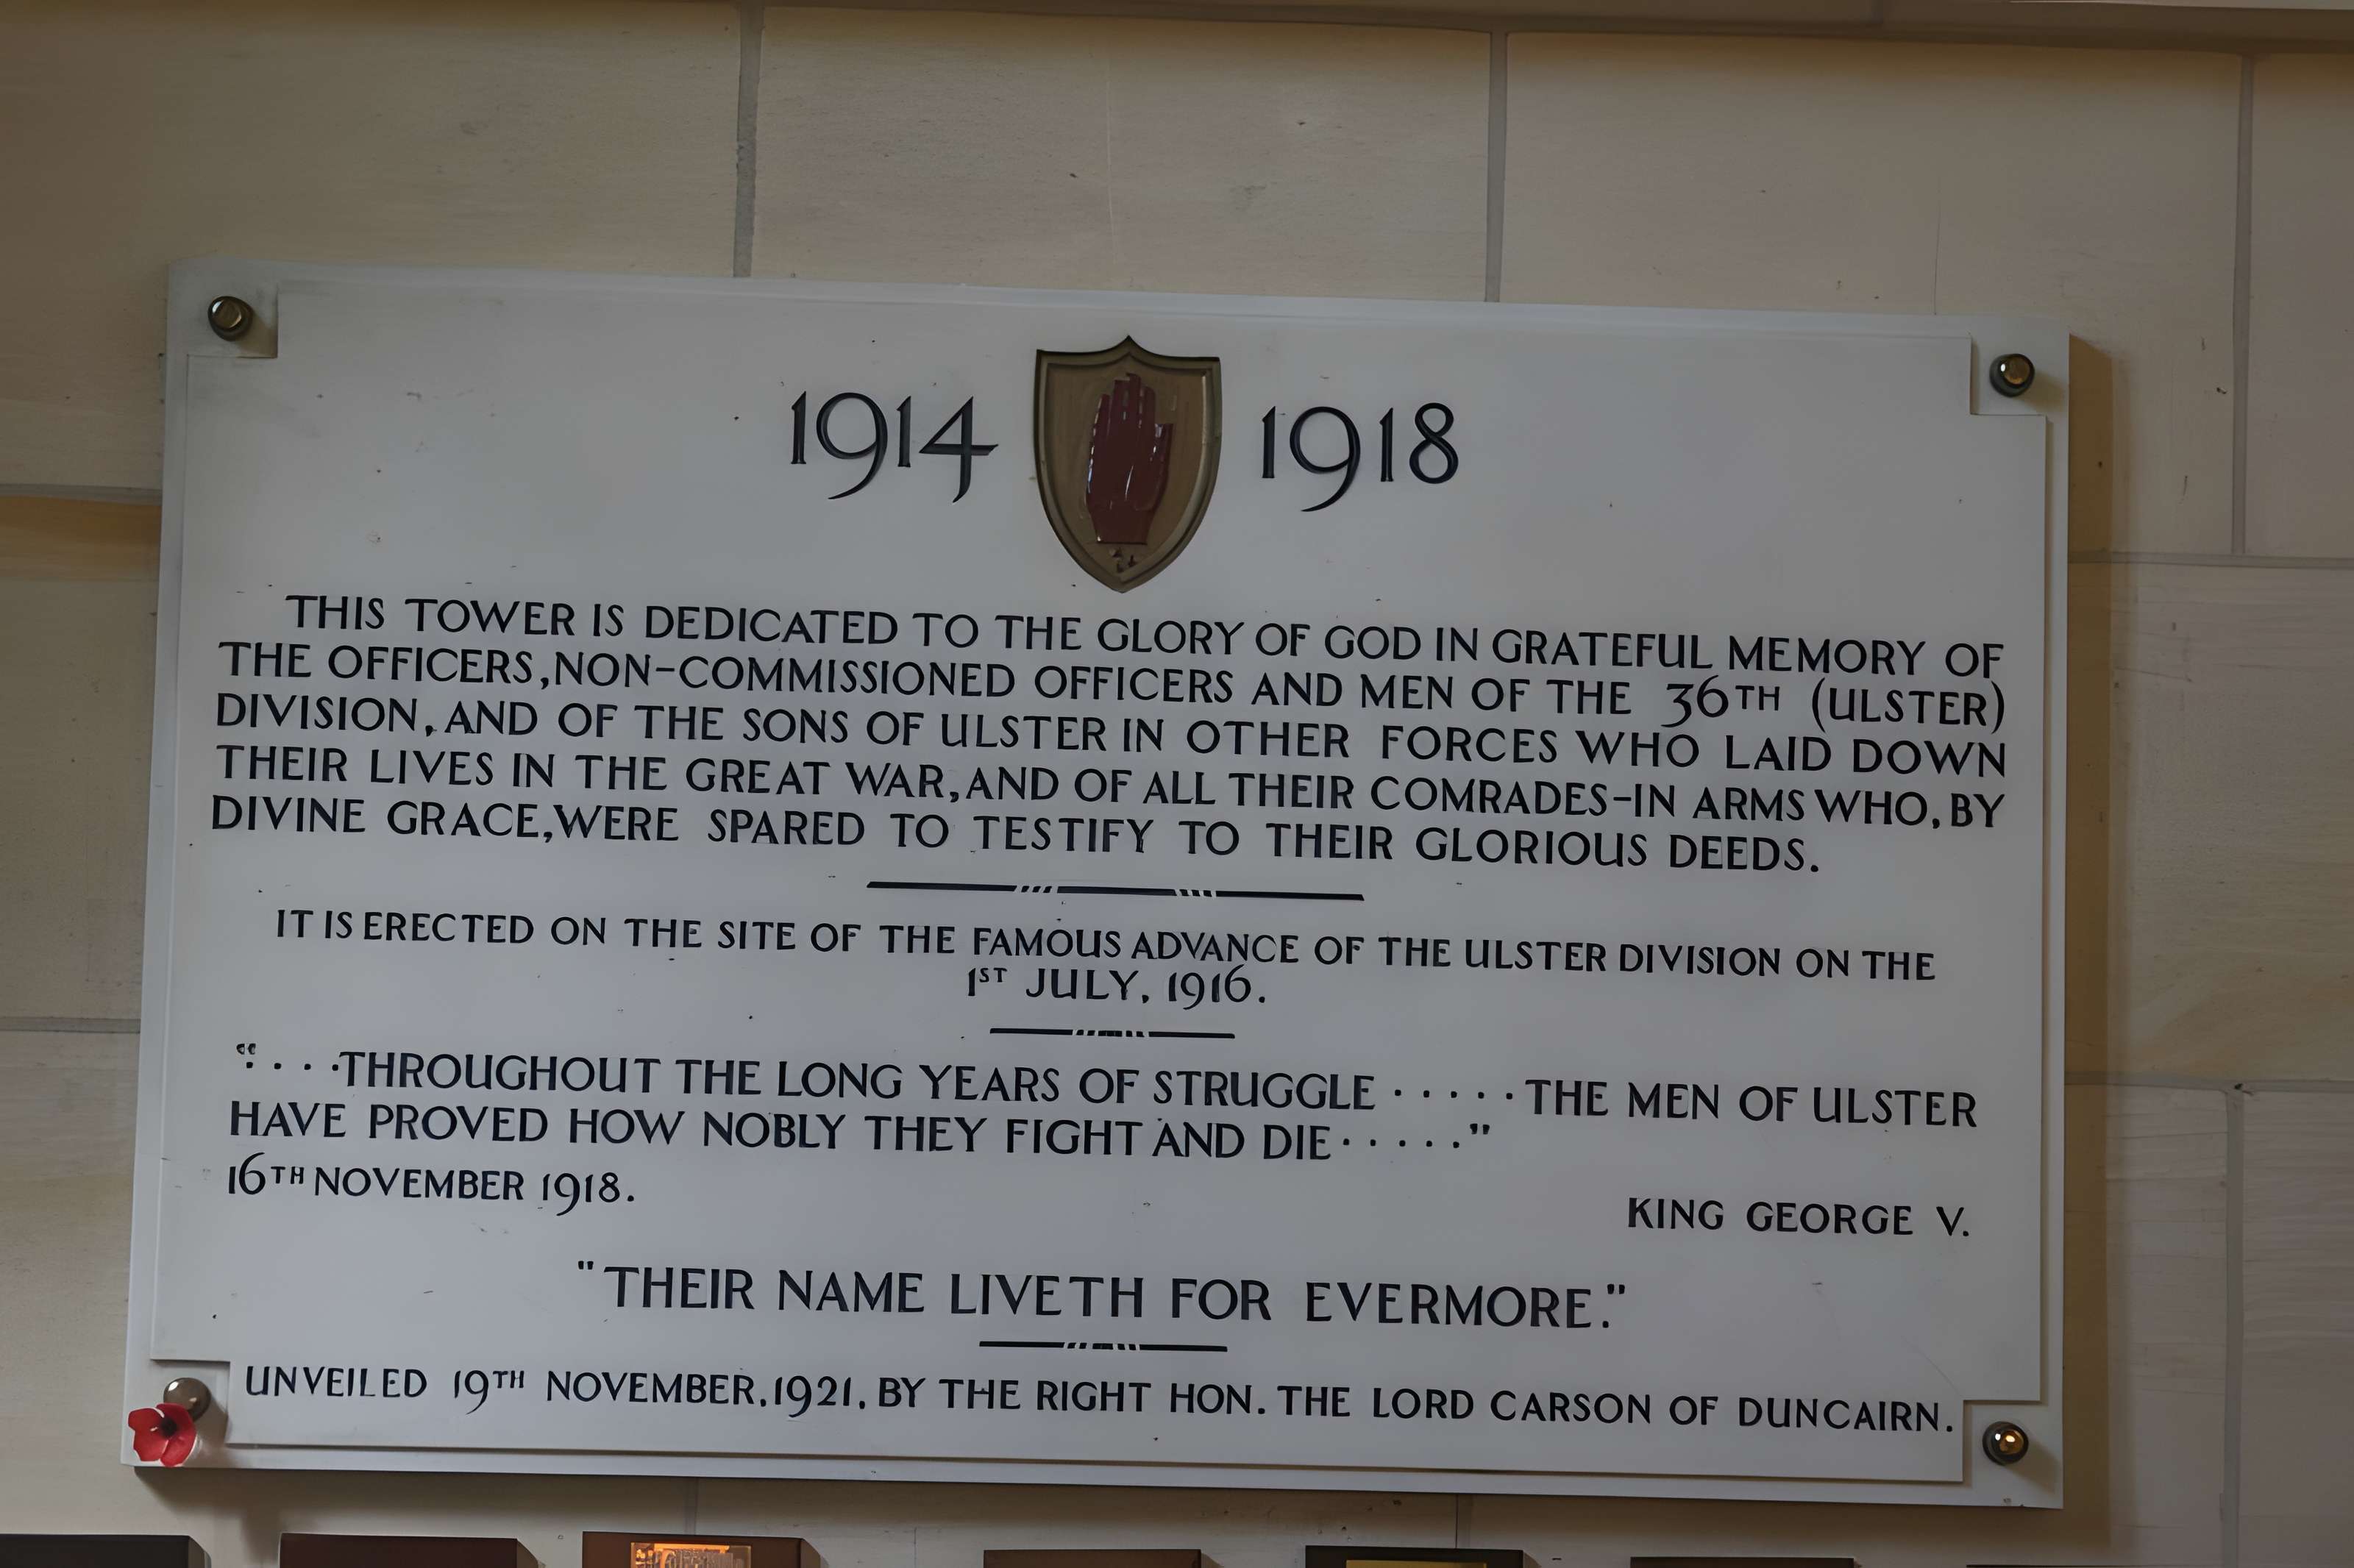 1914 1918
THIS TOWER IS DEDICATED TO THE GLORY OF GOD IN GRATEFUL MEMORY OF
THE OFFICERS, NON-COMMISSIONED OFFICERS AND MEN OF THE 36TH (ULSTER)
DIVISION, AND OF THE SONS OF ULSTER IN OTHER FORCES WHO LAID DOWN
THEIR LIVES IN THE GREAT WAR, AND OF ALL THEIR COMRADES-IN ARMS WHO, BY
DIVINE GRACE, WERE SPARED TO TESTIFY TO THEIR GLORIOUS DEEDS.
IT IS ERECTED ON THE SITE OF THE FAMOUS ADVANCE OF THE ULSTER DIVISION ON THE
1ST JULY, 1916.
“....THROUGHOUT THE LONG YEARS OF STRUGGLE.....THE MEN OF ULSTER
HAVE PROVED HOW NOBLY THEY FIGHT AND DIE......"
16TH NOVEMBER 1918.
KING GEORGE V.
"THEIR NAME LIVETH FOR EVERMORE."
UNVEILED 19TH NOVEMBER, 1921, BY THE RIGHT HON. THE LORD CARSON OF DUNCAIRN.